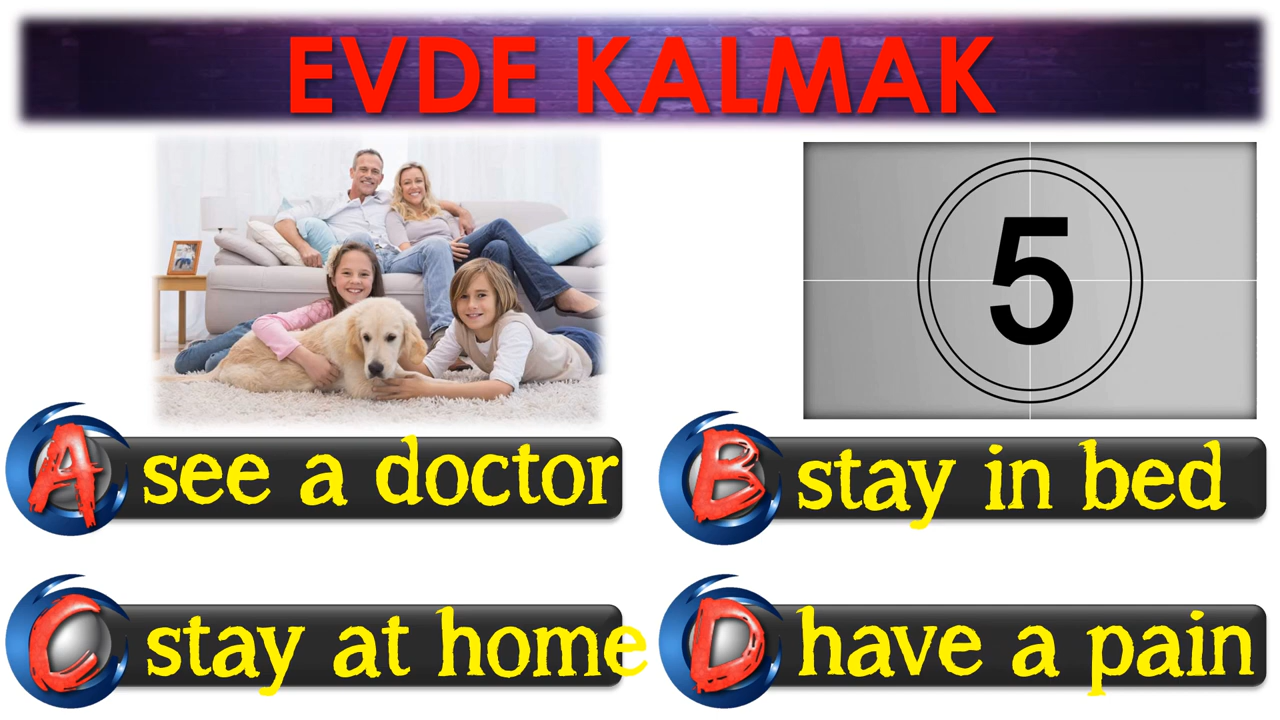 EVDE KALMAK
5
A see a doctor
B stay in bed
C stay at home
D have a pain